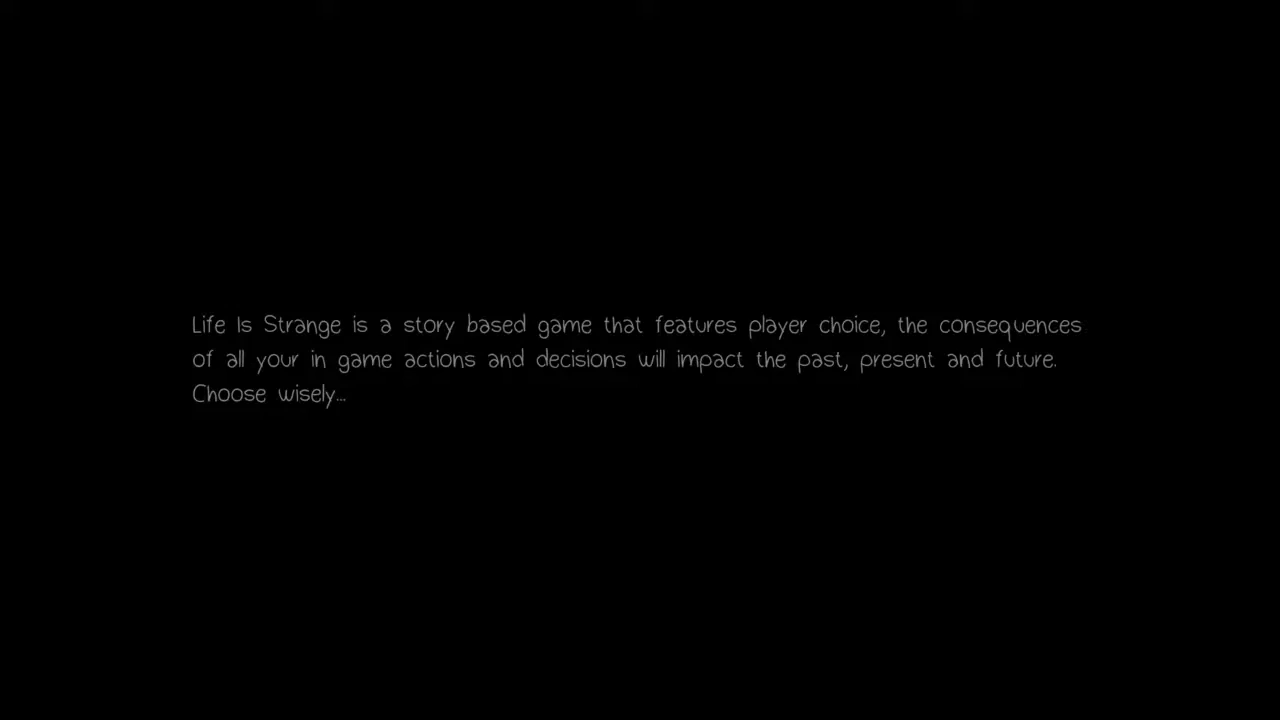 Life Is Strange is a story based game that features player choice, the consequences
of all your in game actions and decisions will impact the past, present and future.
Choose wisely...